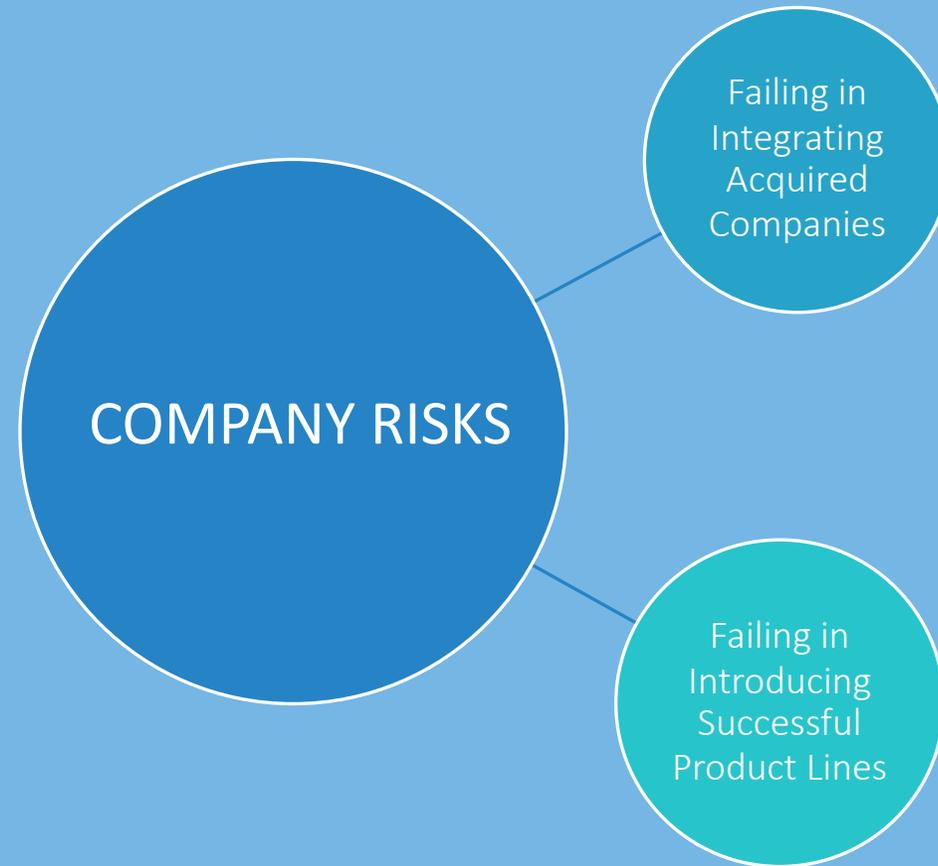 Failing in
Integrating
Acquired
Companies
COMPANY RISKS
Failing in
Introducing
Successful
Product Lines